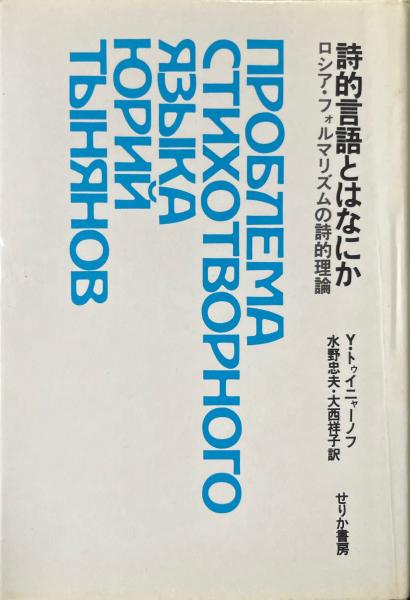 詩的言語とはなにか
ロシア・フォルマリズムの詩的理論
Y・トゥイニャーノフ
水野忠夫・大西祥子訳
せりか書房
ПРОБЛЕМА
СТИХОТВОРНОГО
ЯЗЫКА
ЮРИЙ
ТЫНЯНОВ